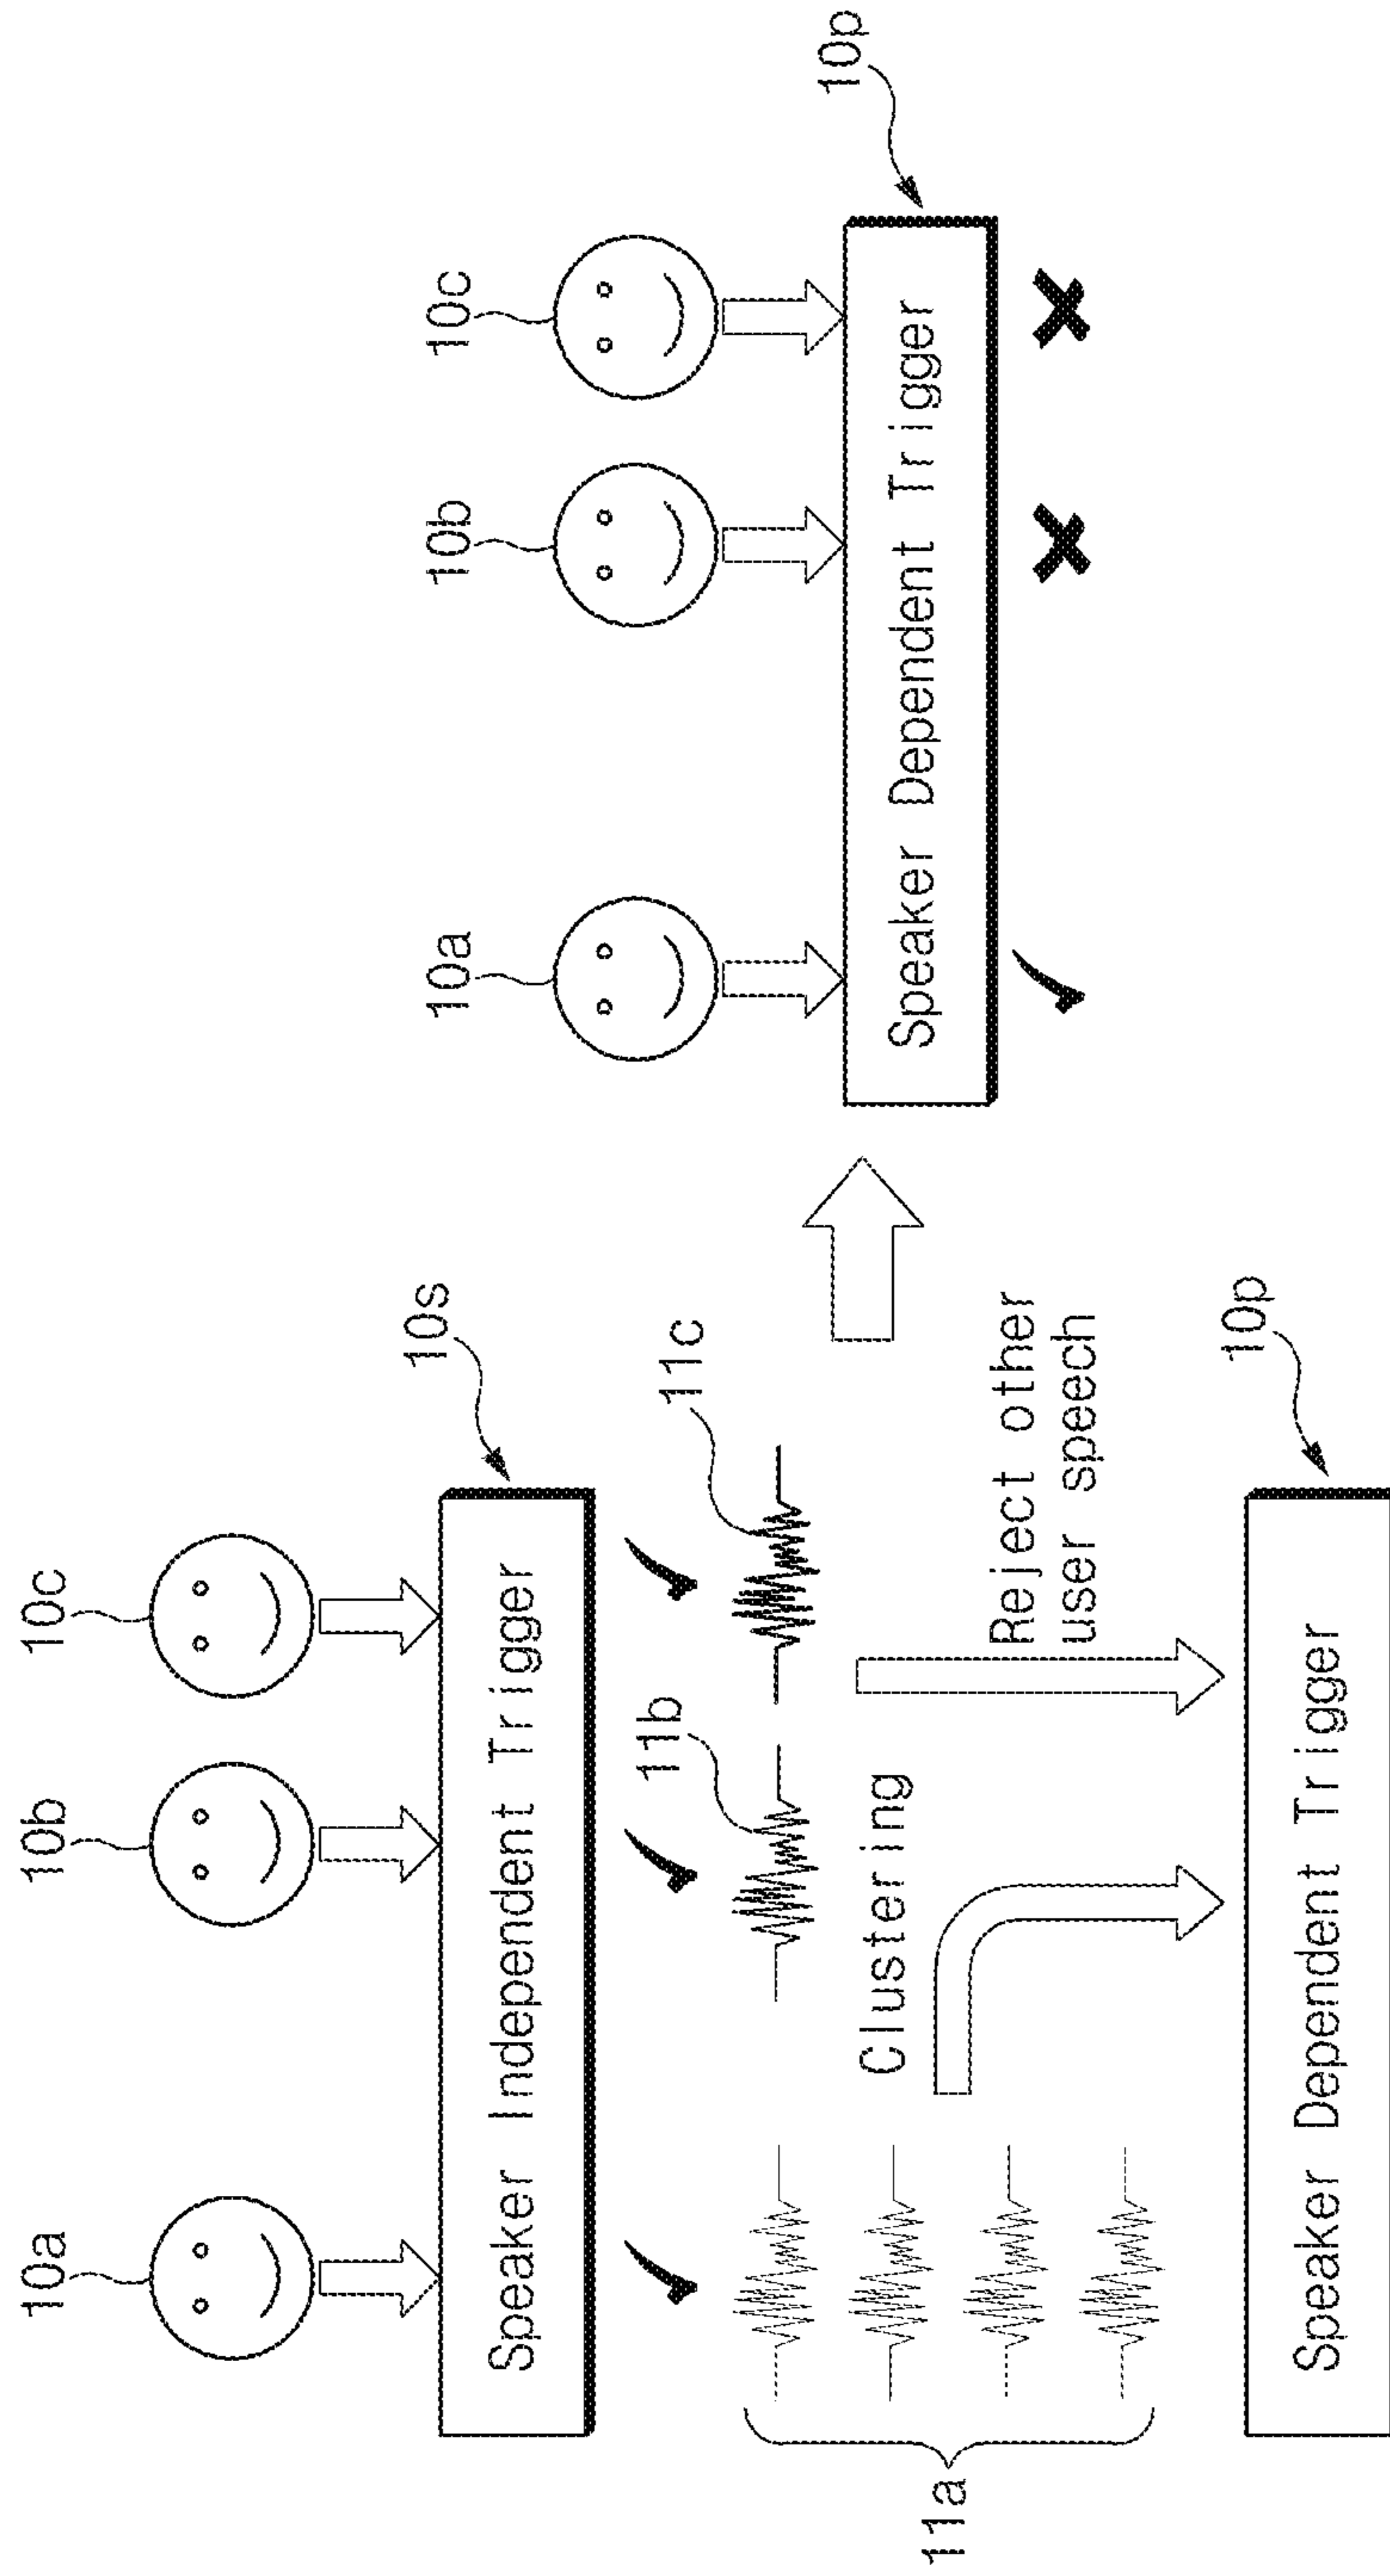 10a
10b
10c
10s
Speaker Independent Trigger
11b
11c
11a
Clustering
Reject other
user speech
10p
Speaker Dependent Trigger
10a
10b
10c
10p
Speaker Dependent Trigger